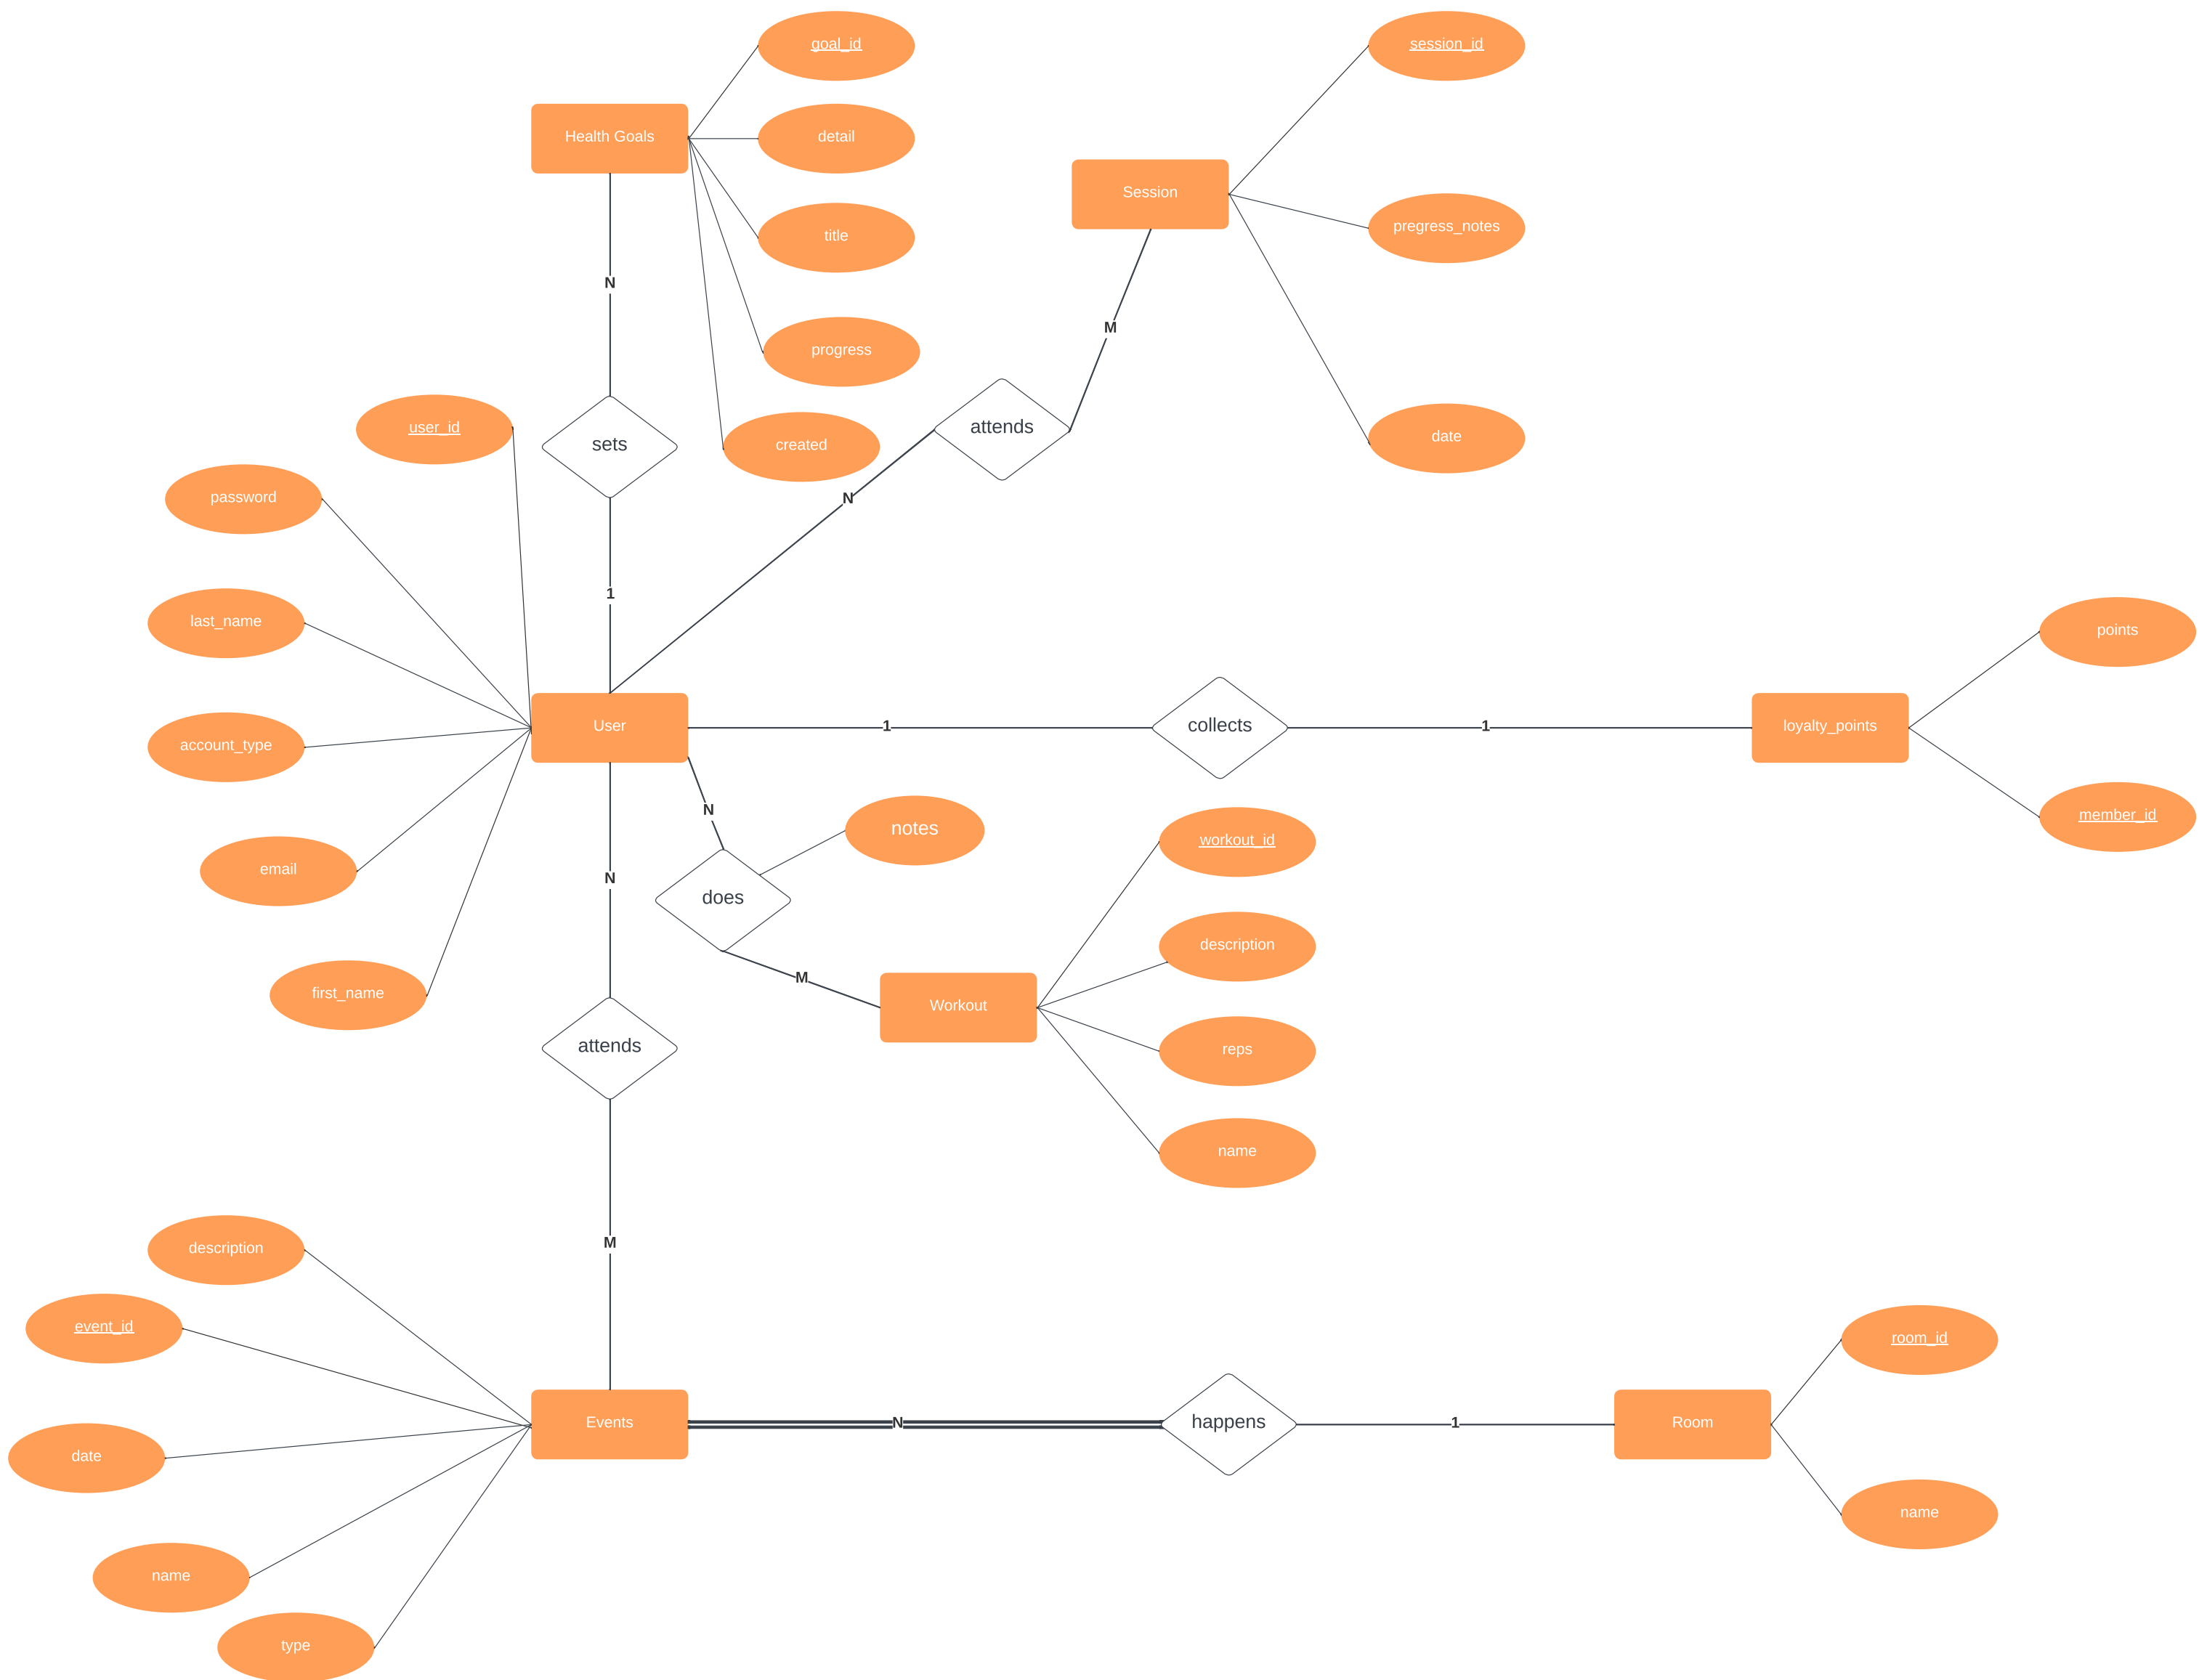 goal_id
session_id
Health Goals
detail
Session
pregress_notes
title
N
M
progress
user_id
attends
date
sets
created
password
N
1
last_name
points
User
1
collects
1
loyalty_points
account_type
N
notes
member_id
workout_id
email
N
does
description
M
Workout
first_name
attends
reps
name
M
description
event_id
room_id
Events
N
happens
1
Room
date
name
name
type